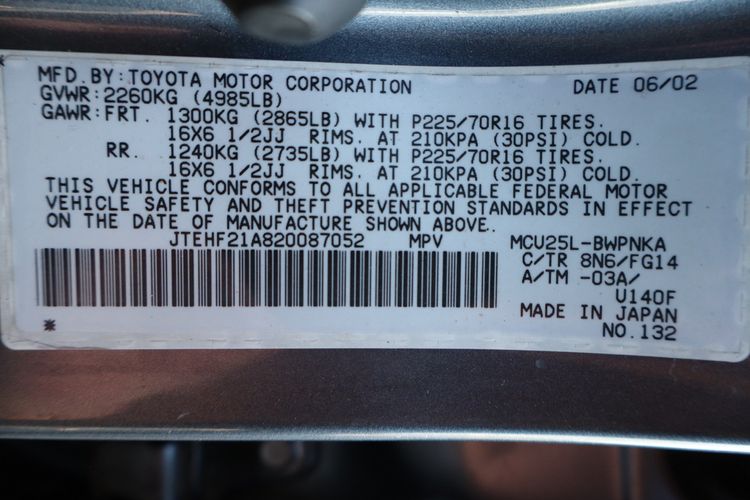 MFD.BY:TOYOTA MOTOR CORPORATION DATE 06/02
GVWR:2260KG (4985LB)
GAWR:FRT. 1300KG (2865LB) WITH P225/70R16 TIRES.
16X6 1/2JJ RIMS. AT 210KPA (30PSI) COLD.
RR. 1240KG (2735LB) WITH P225/70R16 TIRES.
16X6 1/2JJ RIMS. AT 210KPA (30PSI) COLD.
THIS VEHICLE CONFORMS TO ALL APPLICABLE FEDERAL MOTOR
VEHICLE SAFETY AND THEFT PREVENTION STANDARDS IN EFFECT
ON THE DATE OF MANUFACTURE SHOWN ABOVE.
JTEHF21A820087052 MPV MCU25L-BWPNKA
C/TR 8N6/FG14
A/TM -03A/
U140F
MADE IN JAPAN
* NO.132